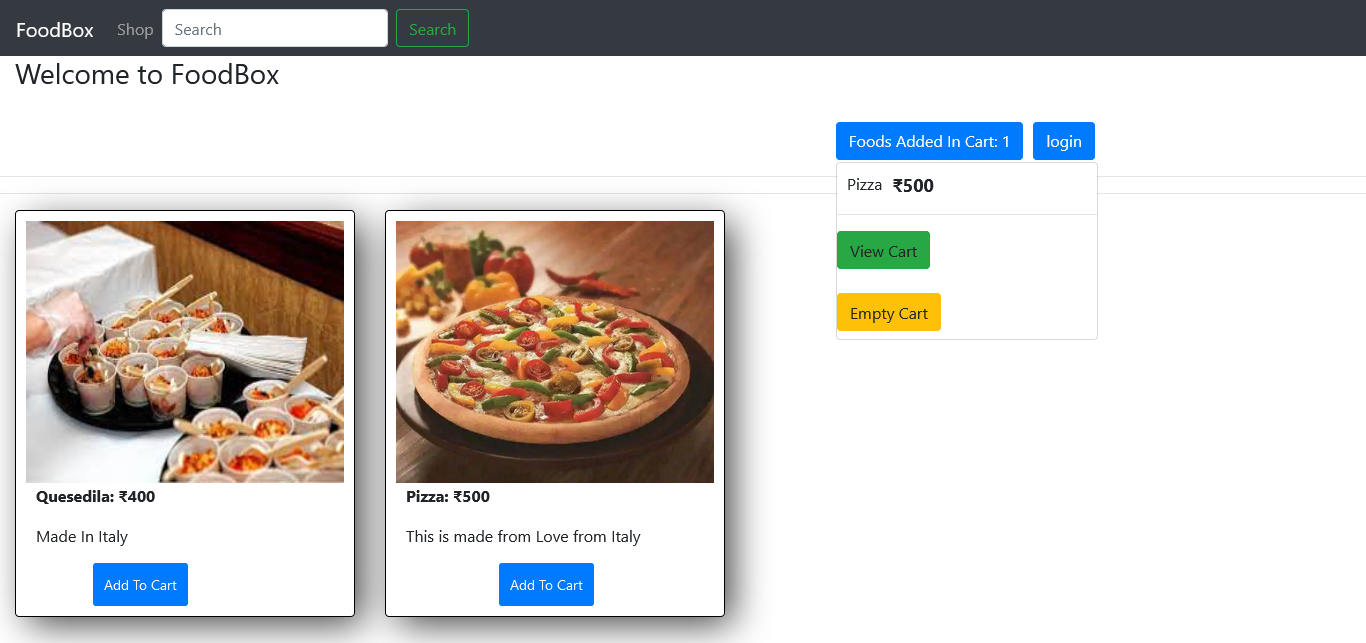 FoodBox Shop Search Search
Welcome to FoodBox
Foods Added In Cart: 1 login
Pizza ₹500
View Cart
Empty Cart
Quesedila: ₹400
Made In Italy
Add To Cart
Pizza: ₹500
This is made from Love from Italy
Add To Cart